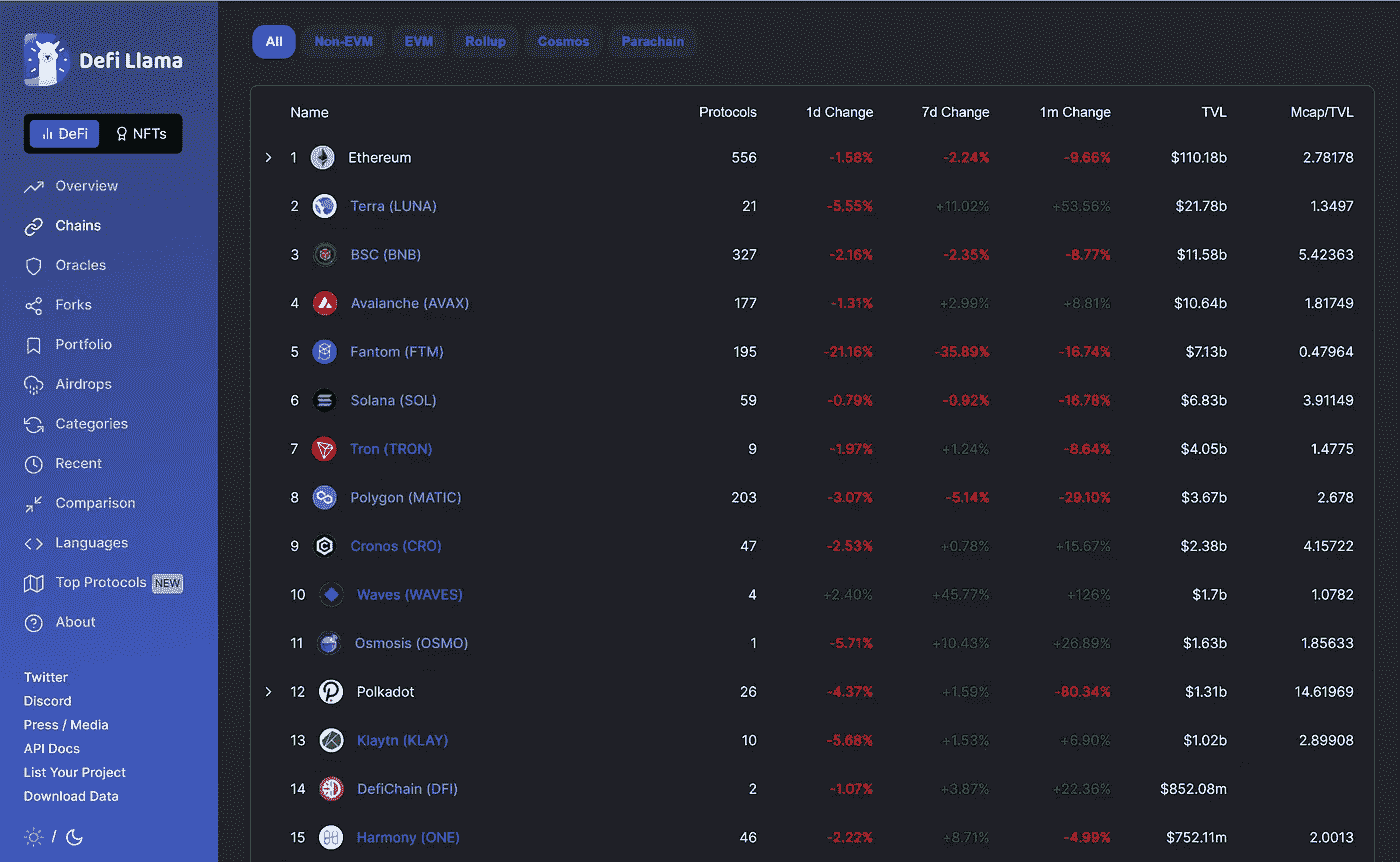 Defi Llama
DeFi NFTs
Overview
Chains
Oracles
Forks
Portfolio
Airdrops
Categories
Recent
Comparison
Languages
Top Protocols NEW
About
Twitter
Discord
Press / Media
API Docs
List Your Project
Download Data
/
All Non-EVM EVM Rollup Cosmos Parachain
Name Protocols 1d Change 7d Change 1m Change TVL Mcap/TVL
1 Ethereum 556 -1.58% -2.24% -9.66% $110.18b 2.78178
2 Terra (LUNA) 21 -5.55% +11.02% +53.56% $21.78b 1.3497
3 BSC (BNB) 327 -2.16% -2.35% -8.77% $11.58b 5.42363
4 Avalanche (AVAX) 177 -1.31% +2.99% +8.81% $10.64b 1.81749
5 Fantom (FTM) 195 -21.16% -35.89% -16.74% $7.13b 0.47964
6 Solana (SOL) 59 -0.79% -0.92% -16.78% $6.83b 3.91149
7 Tron (TRON) 9 -1.97% +1.24% -8.64% $4.05b 1.4775
8 Polygon (MATIC) 203 -3.07% -5.14% -29.10% $3.67b 2.678
9 Cronos (CRO) 47 -2.53% +0.78% +15.67% $2.38b 4.15722
10 Waves (WAVES) 4 +2.40% +45.77% +126% $1.7b 1.0782
11 Osmosis (OSMO) 1 -5.71% +10.43% +26.89% $1.63b 1.85633
12 Polkadot 26 -4.37% +1.59% -80.34% $1.31b 14.61969
13 Klaytn (KLAY) 10 -5.68% +1.53% +6.90% $1.02b 2.89908
14 DefiChain (DFI) 2 -1.07% +3.87% +22.36% $852.08m
15 Harmony (ONE) 46 -2.22% +8.71% -4.99% $752.11m 2.0013